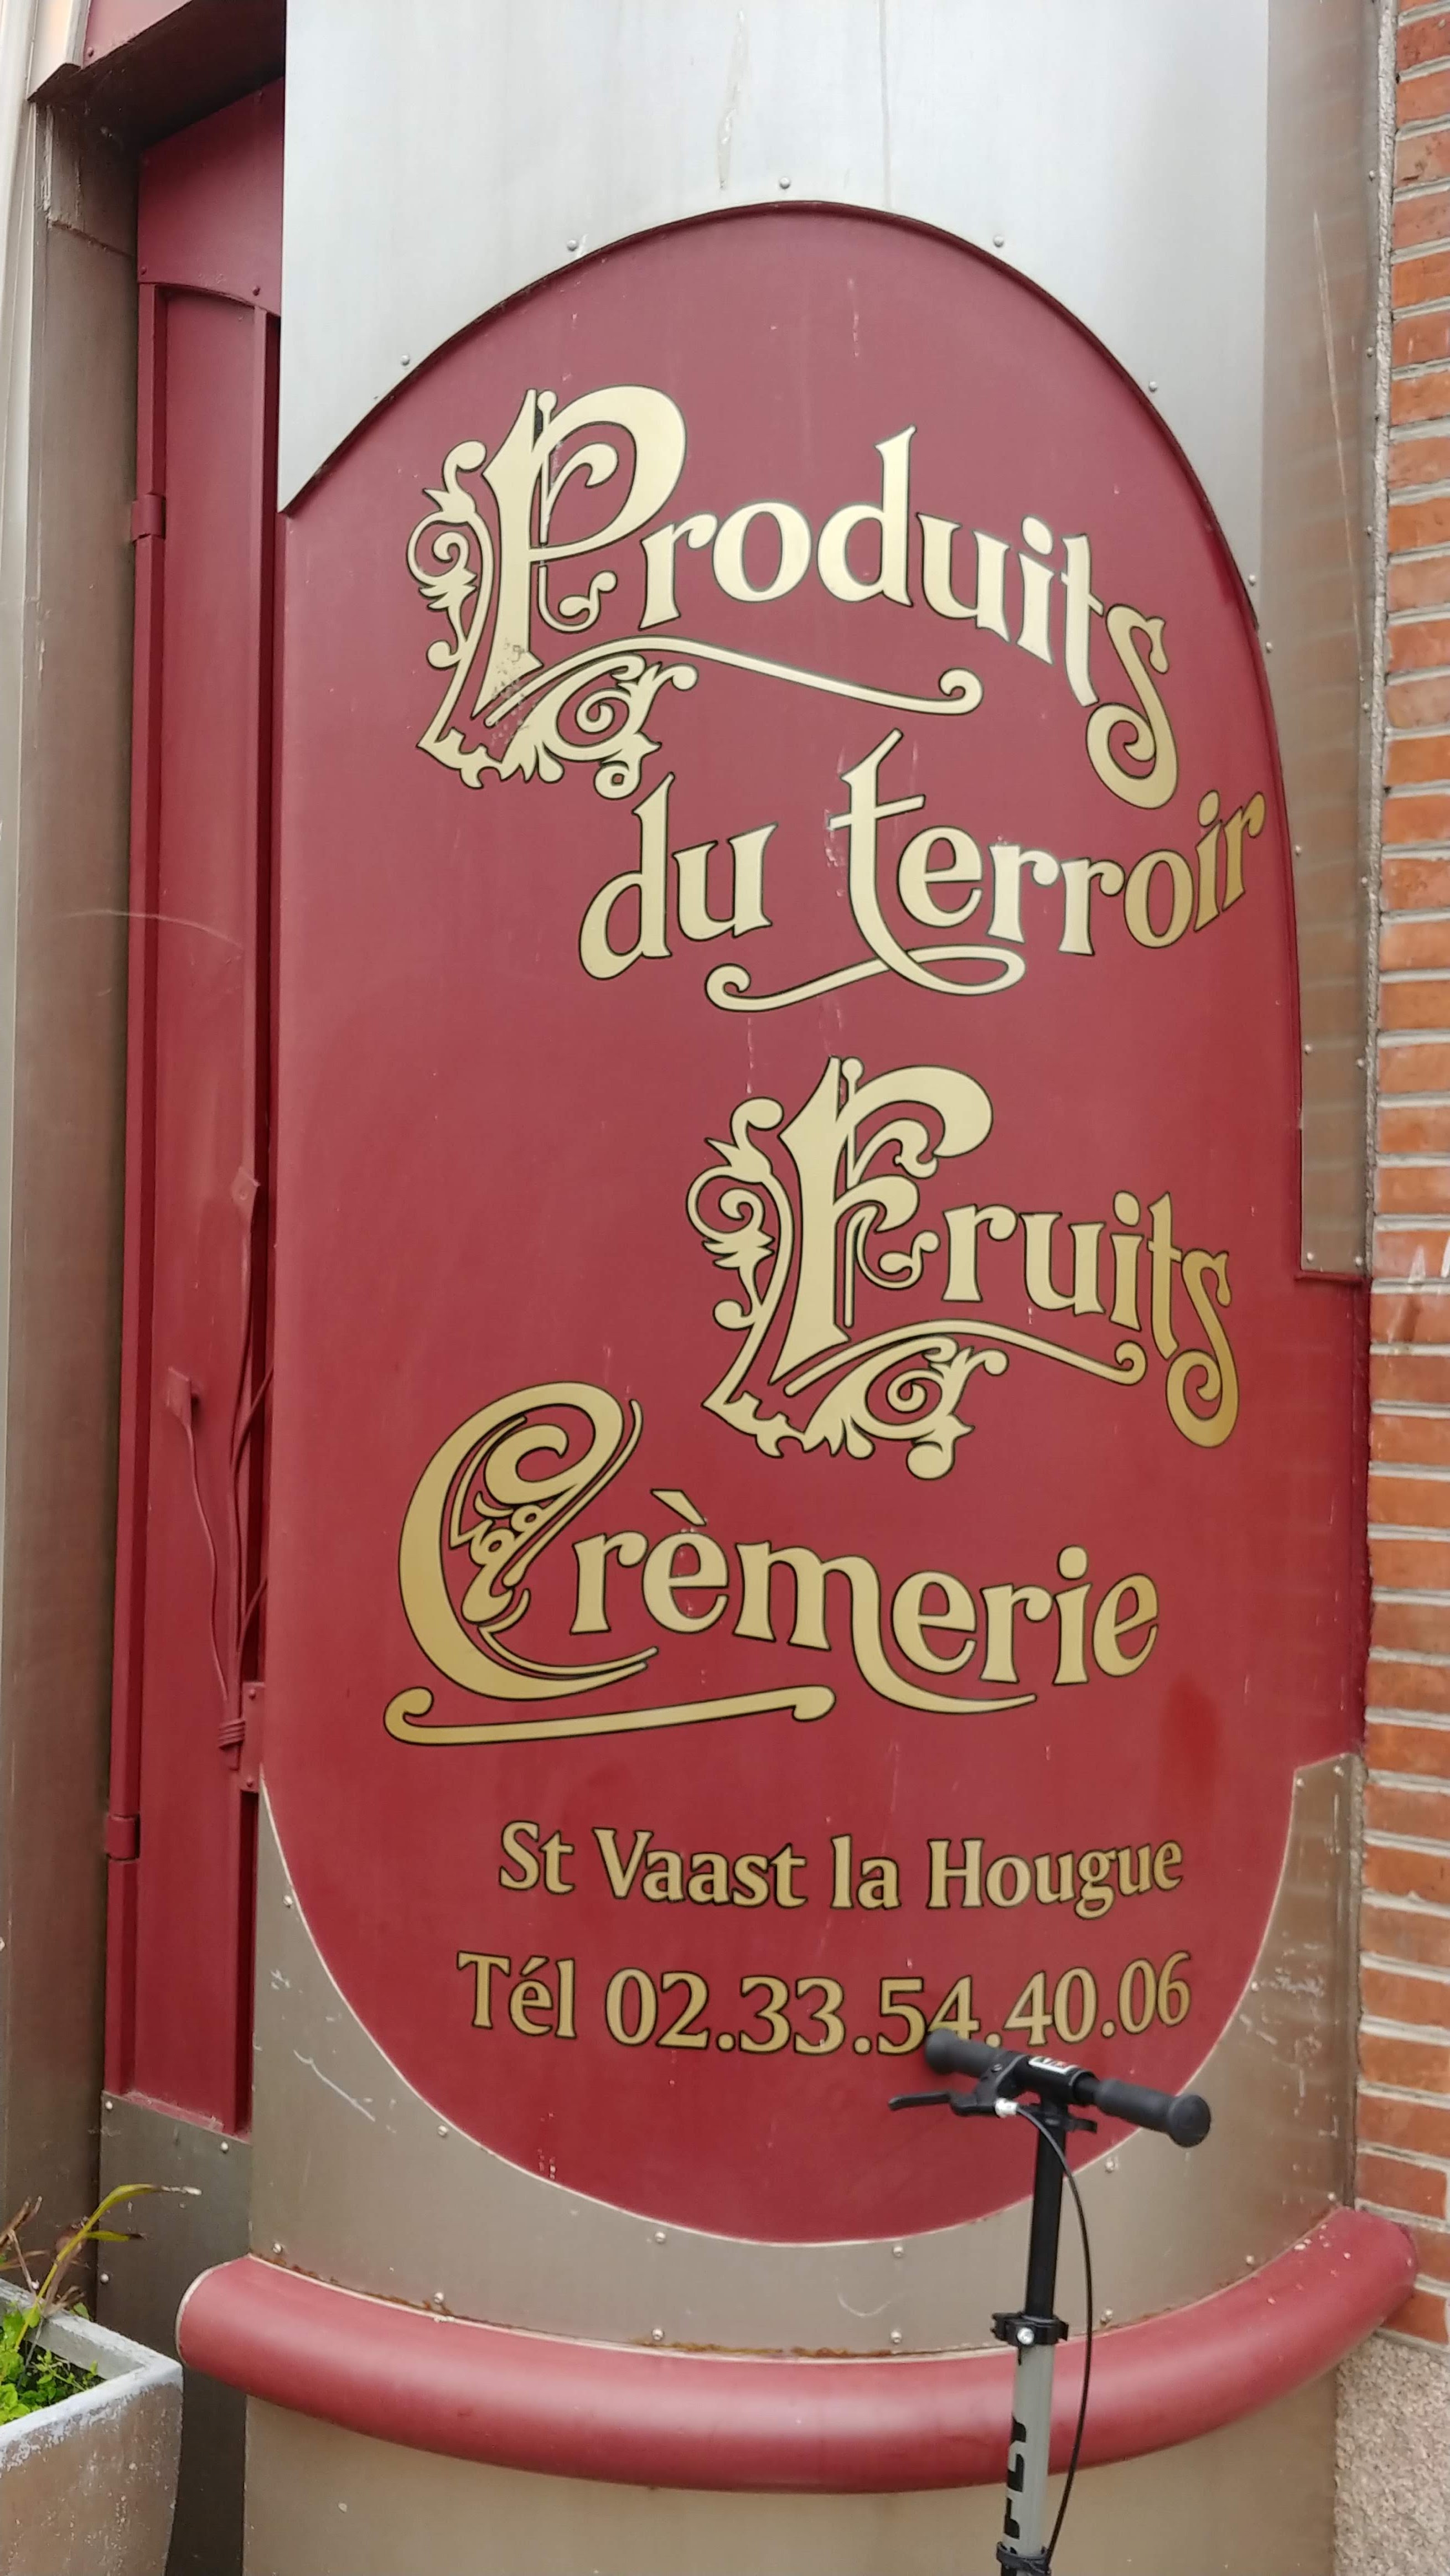 Produits
du terroir
Fruits
Crèmerie
St Vaast la Hougue
Tél 02.33.54.40.06